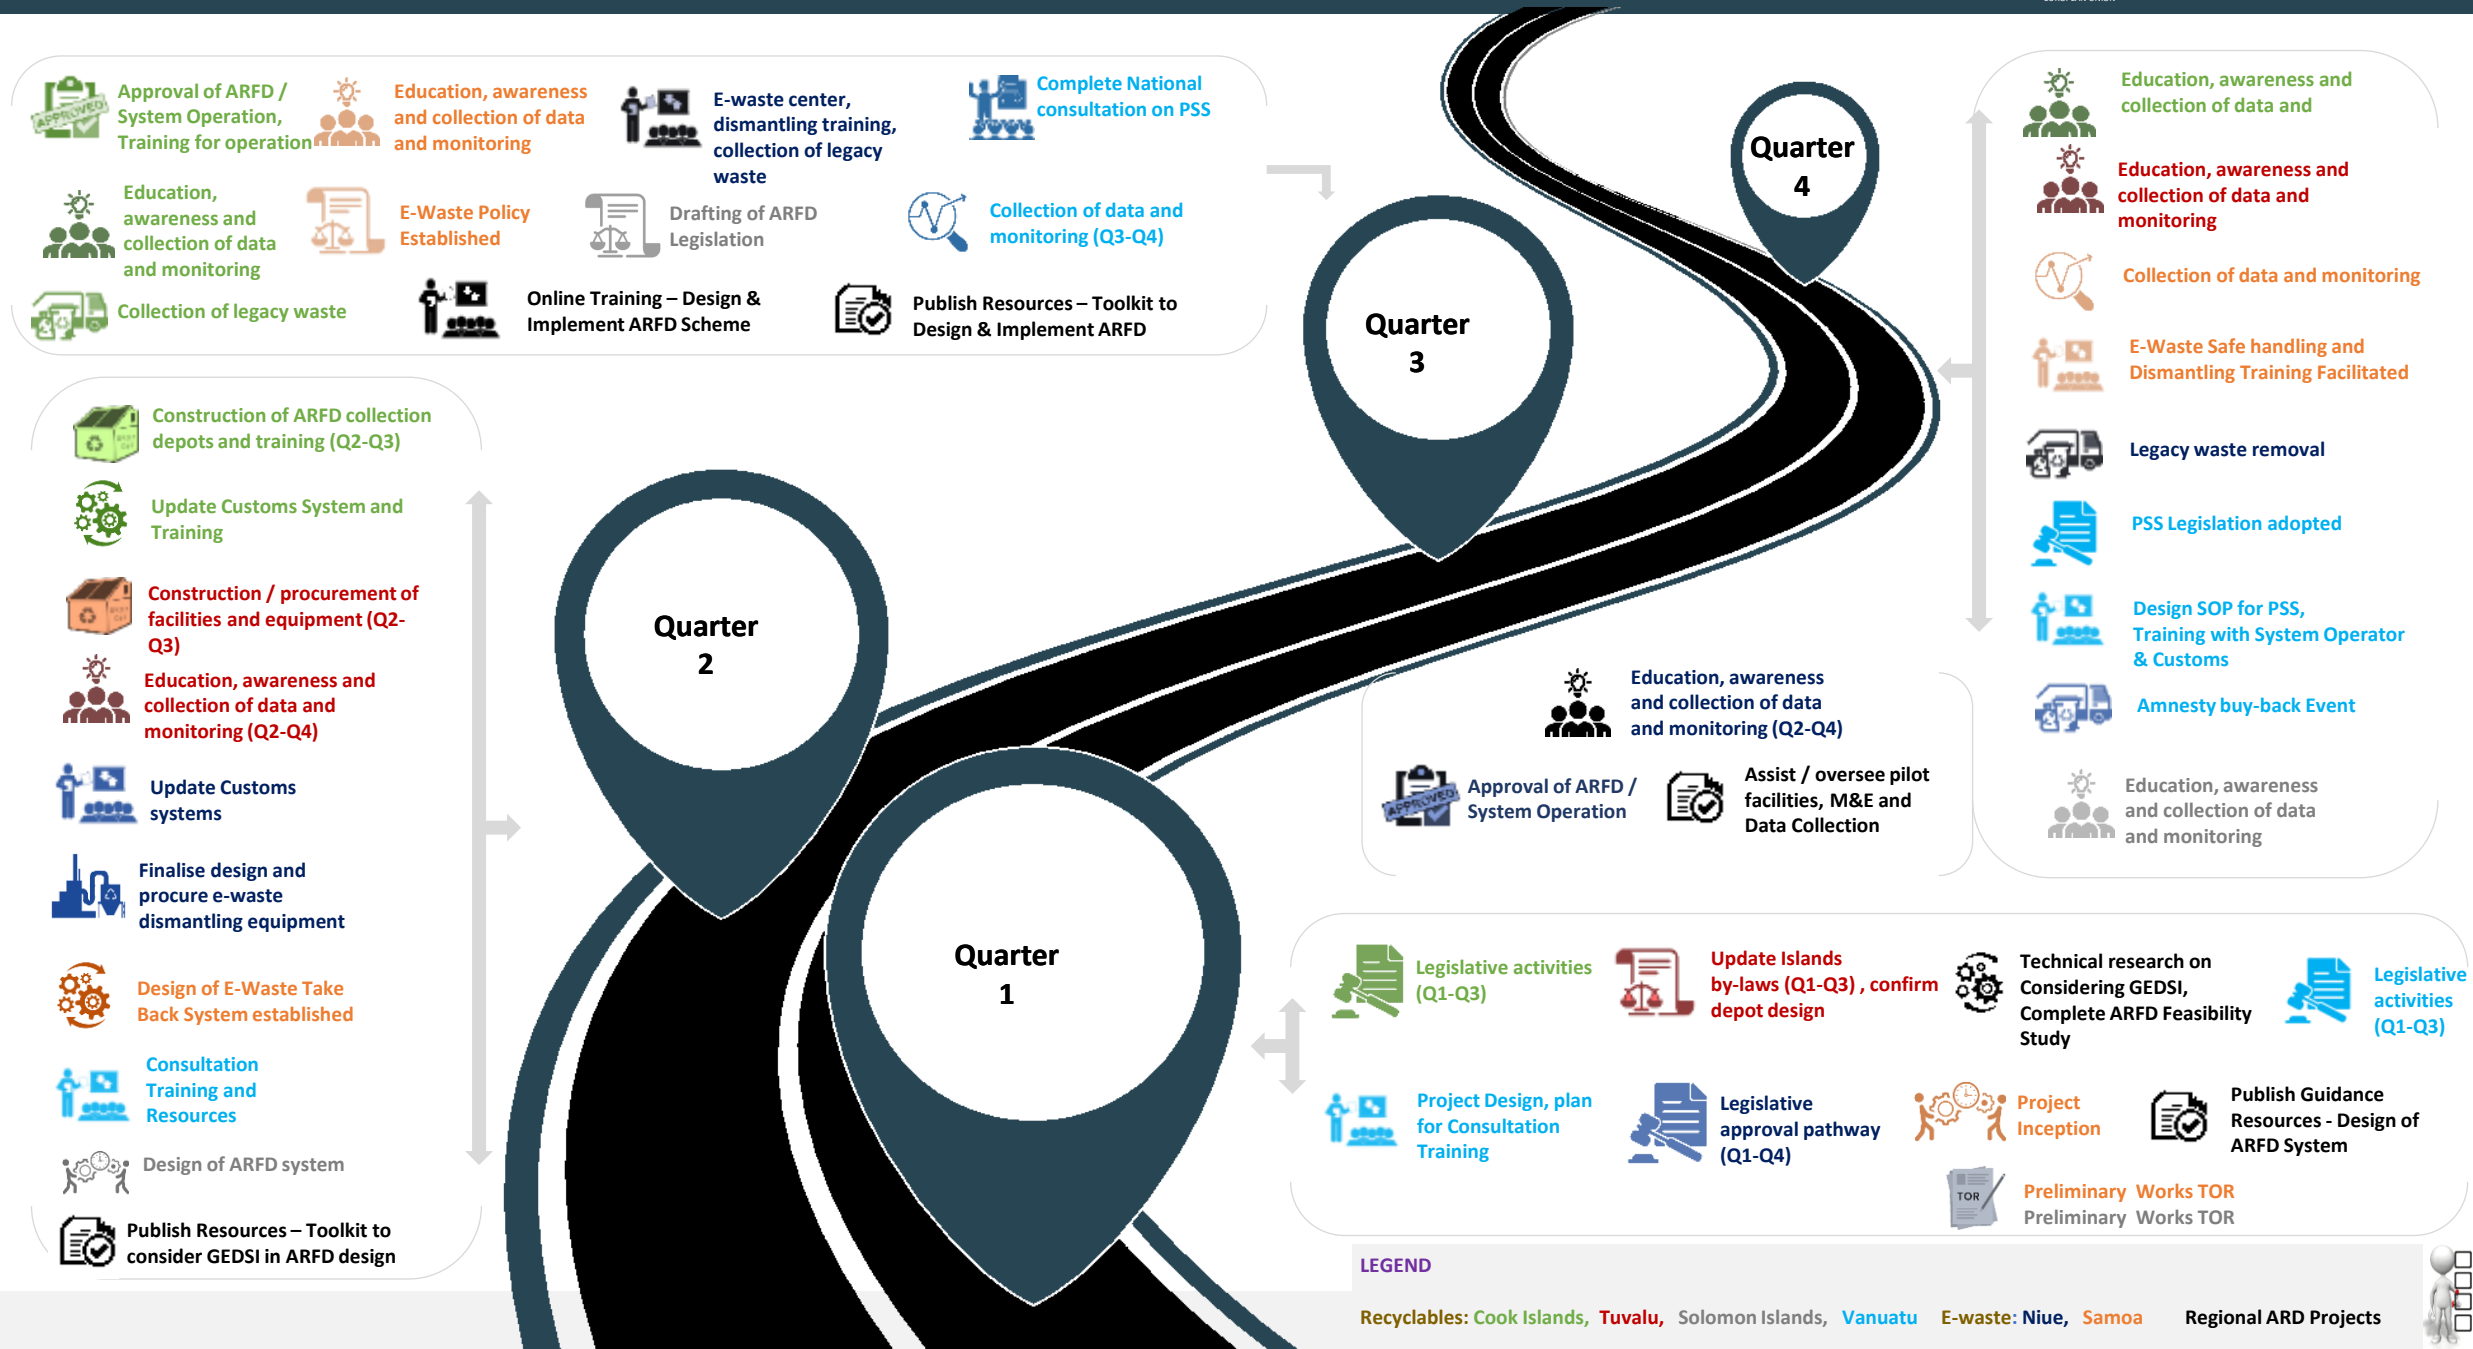 Approval of ARFD /
System Operation,
Training for operation
Education, awareness
and collection of data
and monitoring
E-waste center,
dismantling training,
collection of legacy
waste
Complete National
consultation on PSS
Education,
awareness and
collection of data
and monitoring
E-Waste Policy
Established
Drafting of ARFD
Legislation
Collection of data and
monitoring (Q3-Q4)
Collection of legacy waste
Online Training – Design &
Implement ARFD Scheme
Publish Resources – Toolkit to
Design & Implement ARFD
Quarter
3
Quarter
4
Education, awareness and
collection of data and
Education, awareness and
collection of data and
monitoring
Collection of data and monitoring
E-Waste Safe handling and
Dismantling Training Facilitated
Legacy waste removal
PSS Legislation adopted
Design SOP for PSS,
Training with System Operator
& Customs
Amnesty buy-back Event
Education, awareness
and collection of data
and monitoring
Construction of ARFD collection
depots and training (Q2-Q3)
Update Customs System and
Training
Construction / procurement of
facilities and equipment (Q2-
Q3)
Education, awareness and
collection of data and
monitoring (Q2-Q4)
Update Customs
systems
Finalise design and
procure e-waste
dismantling equipment
Design of E-Waste Take
Back System established
Consultation
Training and
Resources
Design of ARFD system
Publish Resources – Toolkit to
consider GEDSI in ARFD design
Quarter
2
Education, awareness
and collection of data
and monitoring (Q2-Q4)
APPROVED
Approval of ARFD /
System Operation
Assist / oversee pilot
facilities, M&E and
Data Collection
Quarter
1
Legislative activities
(Q1-Q3)
Update Islands
by-laws (Q1-Q3) , confirm
depot design
Technical research on
Considering GEDSI,
Complete ARFD Feasibility
Study
Legislative
activities
(Q1-Q3)
Project Design, plan
for Consultation
Training
Legislative
approval pathway
(Q1-Q4)
Project
Inception
Publish Guidance
Resources - Design of
ARFD System
TOR
Preliminary Works TOR
Preliminary Works TOR
LEGEND
Recyclables: Cook Islands, Tuvalu, Solomon Islands, Vanuatu E-waste: Niue, Samoa Regional ARD Projects